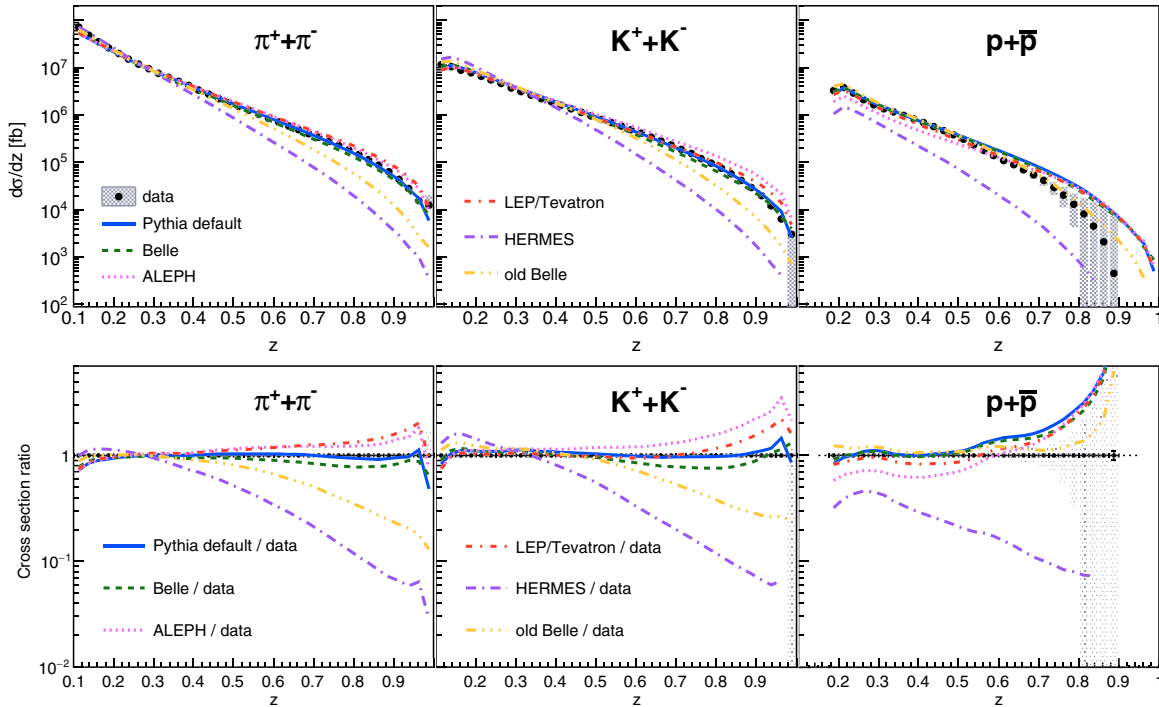 π⁺+π⁻
K⁺+K⁻
p+p̅
dσ/dz [fb]
10⁷
10⁶
10⁵
10⁴
10³
10²
data
Pythia default
Belle
ALEPH
LEP/Tevatron
HERMES
old Belle
0.1 0.2 0.3 0.4 0.5 0.6 0.7 0.8 0.9
0.2 0.3 0.4 0.5 0.6 0.7 0.8 0.9
0.2 0.3 0.4 0.5 0.6 0.7 0.8 0.9 1
z z z
π⁺+π⁻
K⁺+K⁻
p+p̅
Cross section ratio
1
10⁻¹
10⁻²
Pythia default / data
Belle / data
ALEPH / data
LEP/Tevatron / data
HERMES / data
old Belle / data
0.1 0.2 0.3 0.4 0.5 0.6 0.7 0.8 0.9
0.2 0.3 0.4 0.5 0.6 0.7 0.8 0.9
0.2 0.3 0.4 0.5 0.6 0.7 0.8 0.9 1
z z z